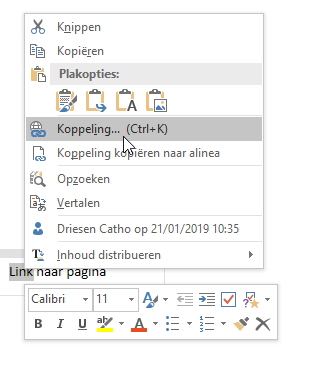 Knippen
Kopiëren
Plakopties:
A
Koppeling... (Ctrl+K)
Koppeling kopiëren naar alinea
Opzoeken
Vertalen
Driesen Catho op 21/01/2019 10:35
Inhoud distribueren
Link naar pagina
Calibri 11 A
B I U ab A